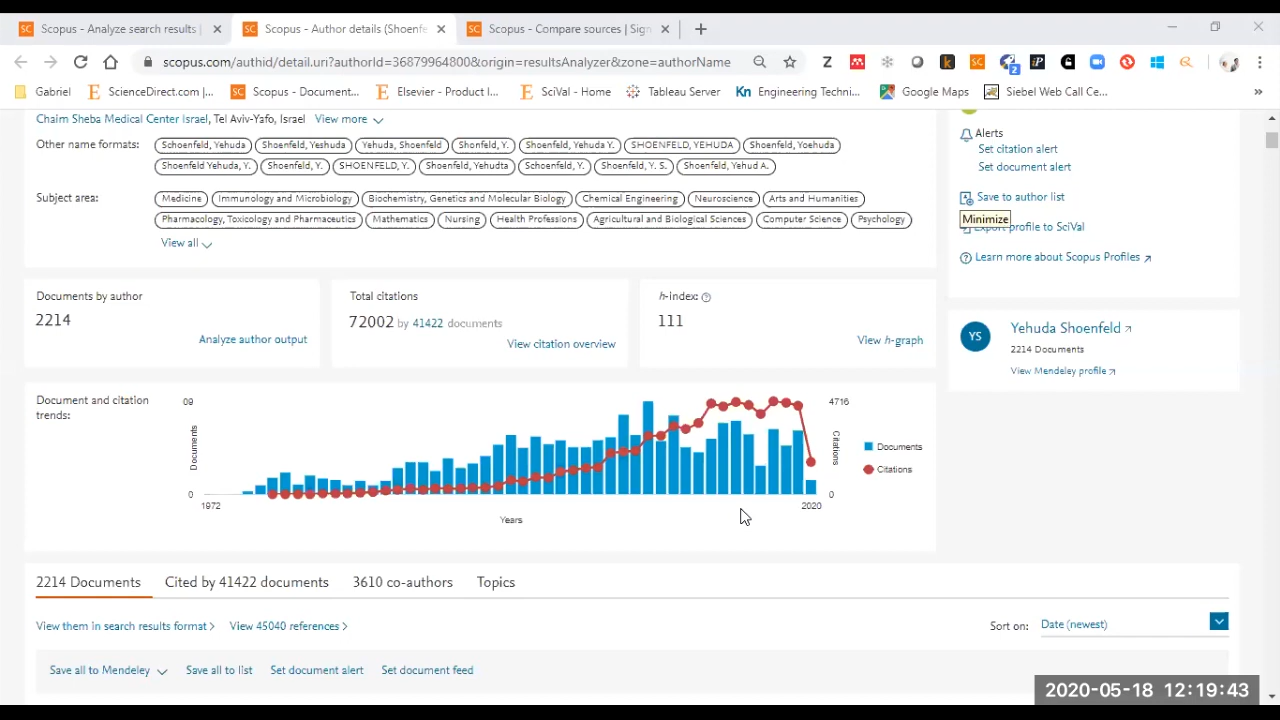 Scopus - Analyze search results |
Scopus - Author details (Shoenfe
Scopus - Compare sources | Sign
scopus.com/authid/detail.uri?authorId=36879964800&origin=resultsAnalyzer&zone=authorName
Gabriel
ScienceDirect.com |...
Scopus - Document...
Elsevier - Product I...
SciVal - Home
Tableau Server
Kn Engineering Techni...
Google Maps
Siebel Web Call Ce...
Chaim Sheba Medical Center Israel, Tel Aviv-Yafo, Israel View more
Other name formats: Schoenfeld, Yehuda Shoenfeld, Yeshuda Yehuda, Shoenfeld Shonfeld, Y. Shoenfeld, Yehuda Y. SHOENFELD, YEHUDA Shoenfeld, Yoehuda
Shoenfeld Yehuda, Y. Shoenfeld, Y. SHOENFELD, Y. Shoenfeld, Yehudta Schoenfeld, Y. Shoenfeld, Y. S. Shoenfeld, Yehud A.
Subject area: Medicine Immunology and Microbiology Biochemistry, Genetics and Molecular Biology Chemical Engineering Neuroscience Arts and Humanities
Pharmacology, Toxicology and Pharmaceutics Mathematics Nursing Health Professions Agricultural and Biological Sciences Computer Science Psychology
View all
Alerts
Set citation alert
Set document alert
Save to author list
Minimize
Export profile to SciVal
Learn more about Scopus Profiles
Documents by author
2214
Analyze author output
Total citations
72002 by 41422 documents
View citation overview
h-index:
111
View h-graph
YS
Yehuda Shoenfeld
2214 Documents
View Mendeley profile
Document and citation
trends:
09
4716
Documents
Citations
0
0
1972
2020
Years
Documents
Citations
2214 Documents Cited by 41422 documents 3610 co-authors Topics
View them in search results format > View 45040 references >
Sort on: Date (newest)
Save all to Mendeley Save all to list Set document alert Set document feed
2020-05-18 12:19:43